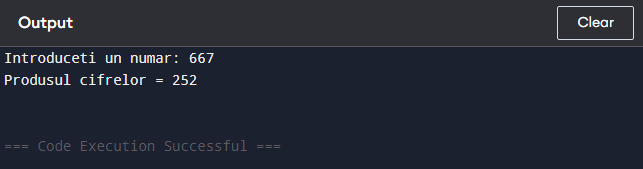 Output
Clear
Introduceti un numar: 667
Produsul cifrelor = 252
=== Code Execution Successful ===